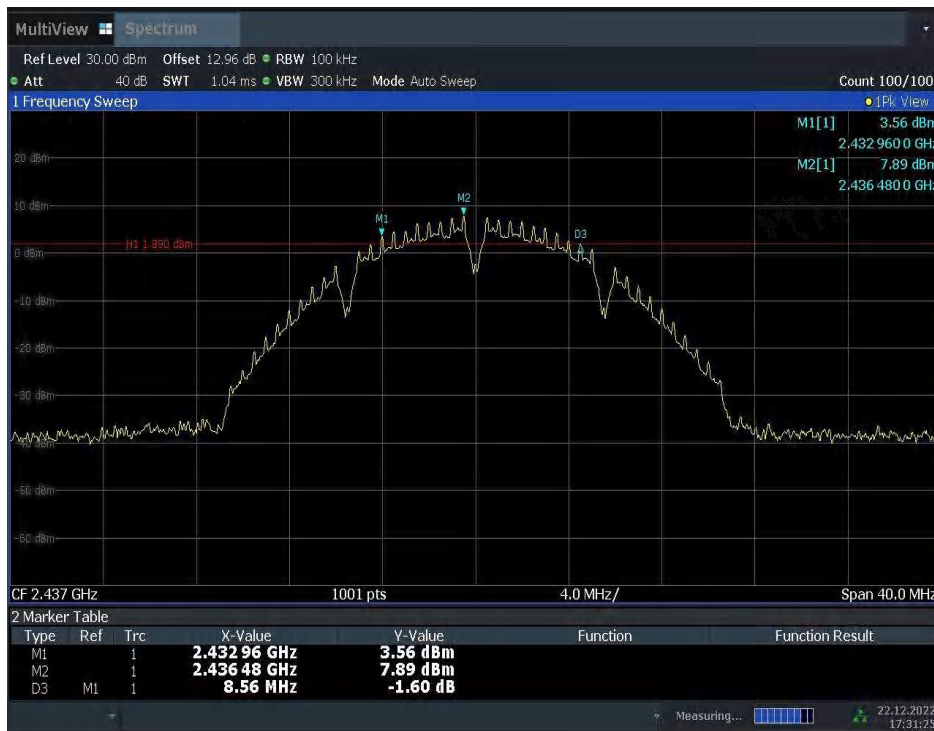 MultiView Spectrum
Ref Level 30.00 dBm Offset 12.96 dB RBW 100 kHz
Att 40 dB SWT 1.04 ms VBW 300 kHz Mode Auto Sweep Count 100/100
1 Frequency Sweep 1Pk View
M1[1] 3.56 dBm
2.432 960 0 GHz
M2[1] 7.89 dBm
2.436 480 0 GHz
20 dBm
10 dBm
M2
M1
D3
H1 1.890 dBm
0 dBm
-10 dBm
-20 dBm
-30 dBm
-40 dBm
-50 dBm
-60 dBm
CF 2.437 GHz 1001 pts 4.0 MHz/ Span 40.0 MHz
2 Marker Table
Type Ref Trc X-Value Y-Value Function Function Result
M1 1 2.432 96 GHz 3.56 dBm
M2 1 2.436 48 GHz 7.89 dBm
D3 M1 1 8.56 MHz -1.60 dB
Measuring... 22.12.2022
17:31:25